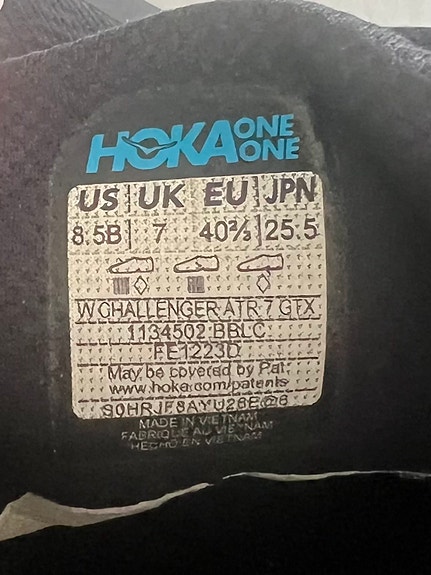 HOKA ONE ONE
US UK EU JPN
8.5B 7 40⅔ 25.5
W CHALLENGER ATR 7 GTX
1134502 BBLC
FE1223D
May be covered by Pat.
www.hoka.com/patents
S0HRJF8AYU26E@6
MADE IN VIETNAM
FABRIQUE AU VIETNAM
HECHO EN VIETNAM